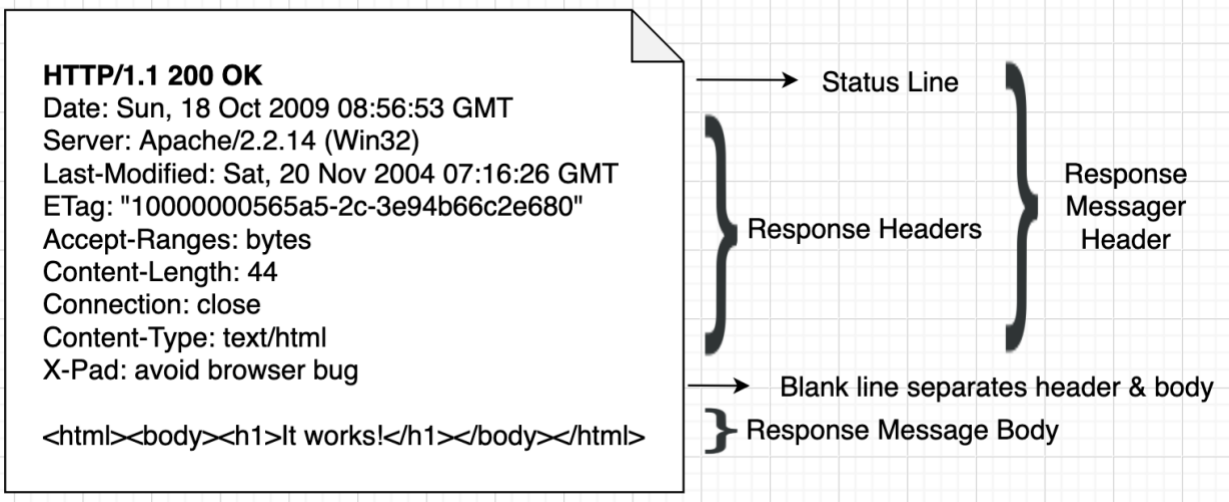 HTTP/1.1 200 OK
Date: Sun, 18 Oct 2009 08:56:53 GMT
Server: Apache/2.2.14 (Win32)
Last-Modified: Sat, 20 Nov 2004 07:16:26 GMT
ETag: "10000000565a5-2c-3e94b66c2e680"
Accept-Ranges: bytes
Content-Length: 44
Connection: close
Content-Type: text/html
X-Pad: avoid browser bug
<html><body><h1>It works!</h1></body></html>
Status Line
Response Headers
Response
Messager
Header
Blank line separates header & body
Response Message Body